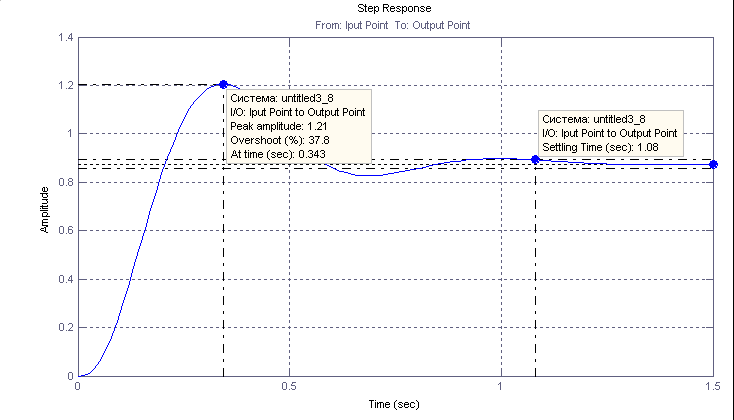 Step Response
From: Iput Point To: Output Point
1.4
1.2
1
0.8
0.6
0.4
0.2
0
Amplitude
Система: untitled3_8
I/O: Iput Point to Output Point
Peak amplitude: 1.21
Overshoot (%): 37.8
At time (sec): 0.343
Система: untitled3_8
I/O: Iput Point to Output Point
Settling Time (sec): 1.08
0
0.5
1
1.5
Time (sec)